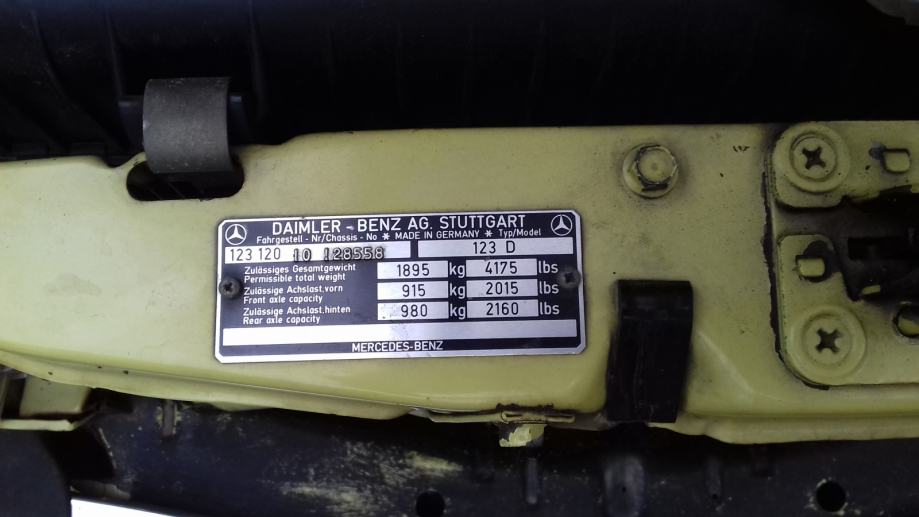 DAIMLER - BENZ AG. STUTTGART
Fahrgestell - Nr/Chassis - No * MADE IN GERMANY * Typ/Model
123 120 10 128558 123 D
Zulässiges Gesamtgewicht
Permissible total weight
1895 kg 4175 lbs
Zulässige Achslast,vorn
Front axle capacity
915 kg 2015 lbs
Zulässige Achslast,hinten
Rear axle capacity
980 kg 2160 lbs
MERCEDES-BENZ